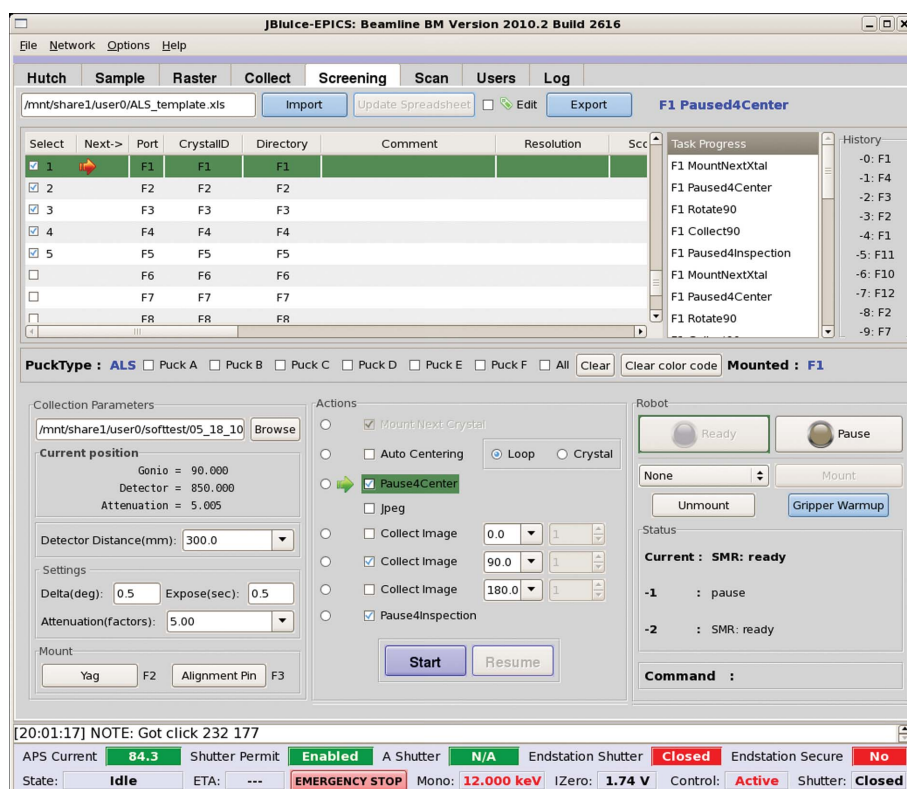 JBluIce-EPICS: Beamline BM Version 2010.2 Build 2616
File Network Options Help
Hutch Sample Raster Collect Screening Scan Users Log
/mnt/share1/user0/ALS_template.xls Import Update Spreadsheet Edit Export F1 Paused4Center
Select Next-> Port CrystalID Directory Comment Resolution Scc
1 F1 F1 F1
2 F2 F2 F2
3 F3 F3 F3
4 F4 F4 F4
5 F5 F5 F5
F6 F6 F6
F7 F7 F7
F8 F8 F8
Task Progress
F1 MountNextXtal
F1 Paused4Center
F1 Rotate90
F1 Collect90
F1 Paused4Inspection
F1 MountNextXtal
F1 Paused4Center
F1 Rotate90
History
-0: F1
-1: F4
-2: F3
-3: F2
-4: F1
-5: F11
-6: F10
-7: F12
-8: F2
-9: F7
PuckType : ALS Puck A Puck B Puck C Puck D Puck E Puck F All Clear Clear color code Mounted : F1
Collection Parameters
/mnt/share1/user0/softtest/05_18_10 Browse
Current position
Gonio = 90.000
Detector = 850.000
Attenuation = 5.005
Detector Distance(mm): 300.0
Settings
Delta(deg): 0.5 Expose(sec): 0.5
Attenuation(factors): 5.00
Mount
Yag F2 Alignment Pin F3
Actions
Mount Next Crystal
Auto Centering Loop Crystal
Pause4Center
Jpeg
Collect Image 0.0 1
Collect Image 90.0 1
Collect Image 180.0 1
Pause4Inspection
Start Resume
Robot
Ready Pause
None Mount
Unmount Gripper Warmup
Status
Current : SMR: ready
-1 : pause
-2 : SMR: ready
Command :
[20:01:17] NOTE: Got click 232 177
APS Current 84.3 Shutter Permit Enabled A Shutter N/A Endstation Shutter Closed Endstation Secure No
State: Idle ETA: --- EMERGENCY STOP Mono: 12.000 keV IZero: 1.74 V Control: Active Shutter: Closed